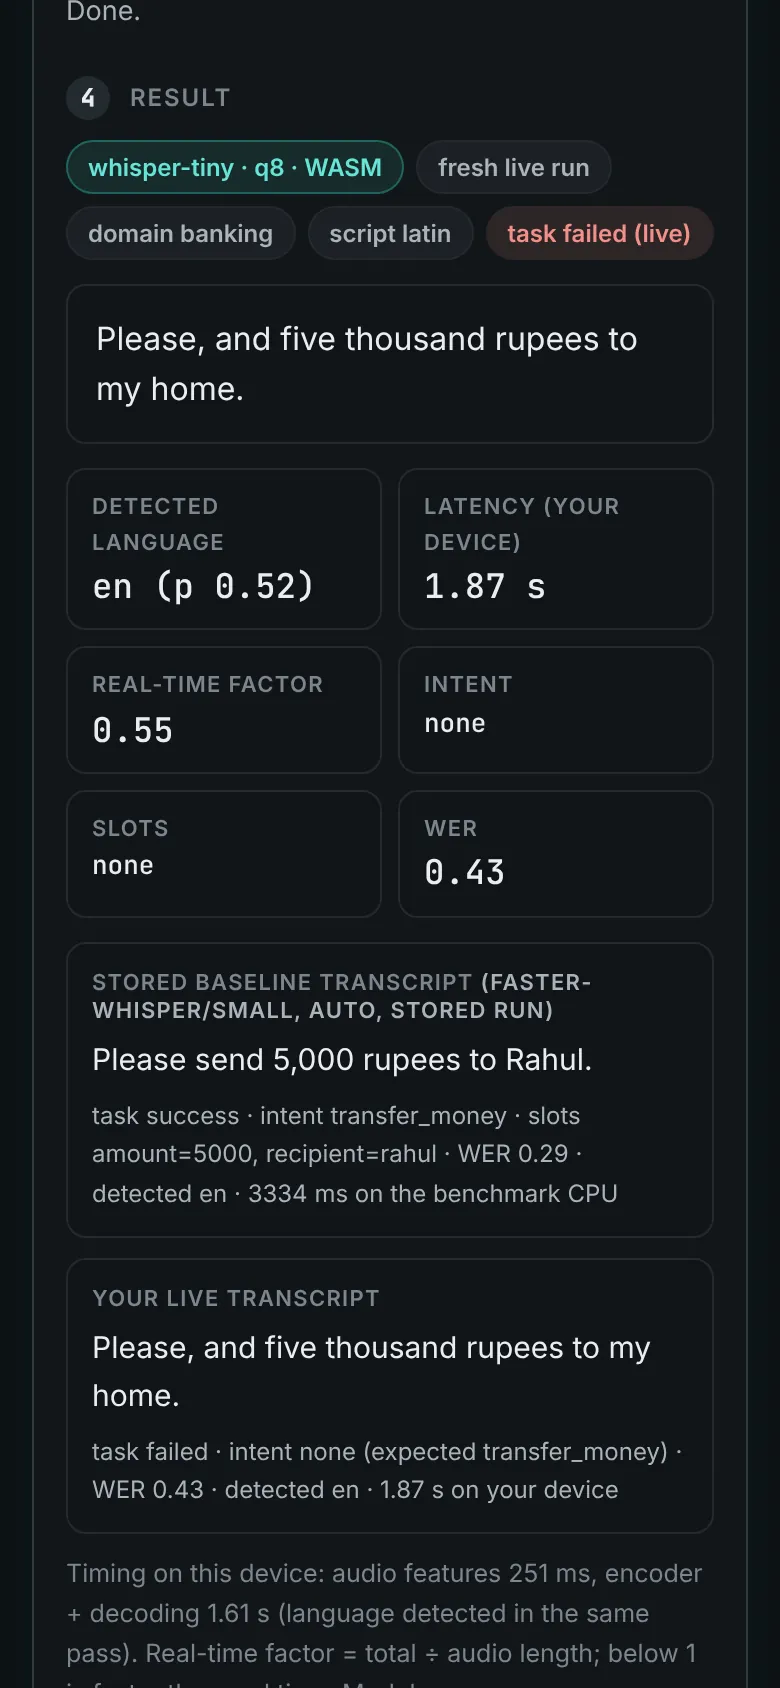 Done.
4 RESULT
whisper-tiny · q8 · WASM
fresh live run
domain banking
script latin
task failed (live)
Please, and five thousand rupees to
my home.
DETECTED
LANGUAGE
en (p 0.52)
LATENCY (YOUR
DEVICE)
1.87 s
REAL-TIME FACTOR
0.55
INTENT
none
SLOTS
none
WER
0.43
STORED BASELINE TRANSCRIPT (FASTER-
WHISPER/SMALL, AUTO, STORED RUN)
Please send 5,000 rupees to Rahul.
task success · intent transfer_money · slots
amount=5000, recipient=rahul · WER 0.29 ·
detected en · 3334 ms on the benchmark CPU
YOUR LIVE TRANSCRIPT
Please, and five thousand rupees to my
home.
task failed · intent none (expected transfer_money) ·
WER 0.43 · detected en · 1.87 s on your device
Timing on this device: audio features 251 ms, encoder
+ decoding 1.61 s (language detected in the same
pass). Real-time factor = total ÷ audio length; below 1